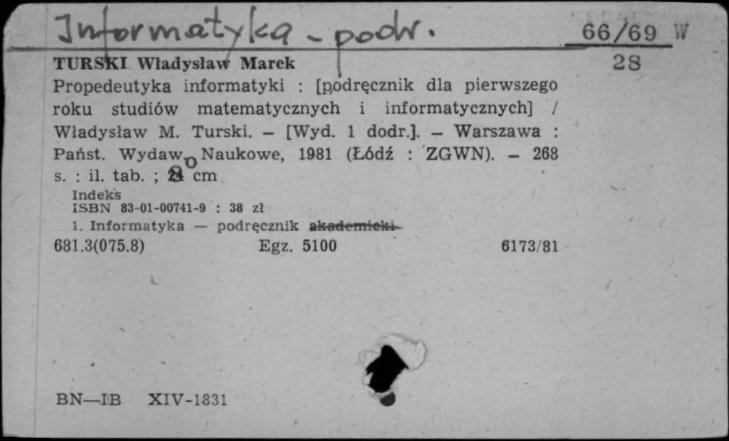 Informatyka - podr.
66/69 W
28
TURSKI Władysław Marek
Propedeutyka informatyki : [podręcznik dla pierwszego
roku studiów matematycznych i informatycznych] /
Władysław M. Turski. — [Wyd. 1 dodr.]. — Warszawa :
Państ. Wydaw. Naukowe, 1981 (Łódź : ZGWN). — 268
s. : il. tab. ; cm
Indeks
ISBN 83-01-00741-9 : 38 zł
1. Informatyka — podręcznik akademicki
681.3(075.8) Egz. 5100 6173/81
BN—IB XIV-1831